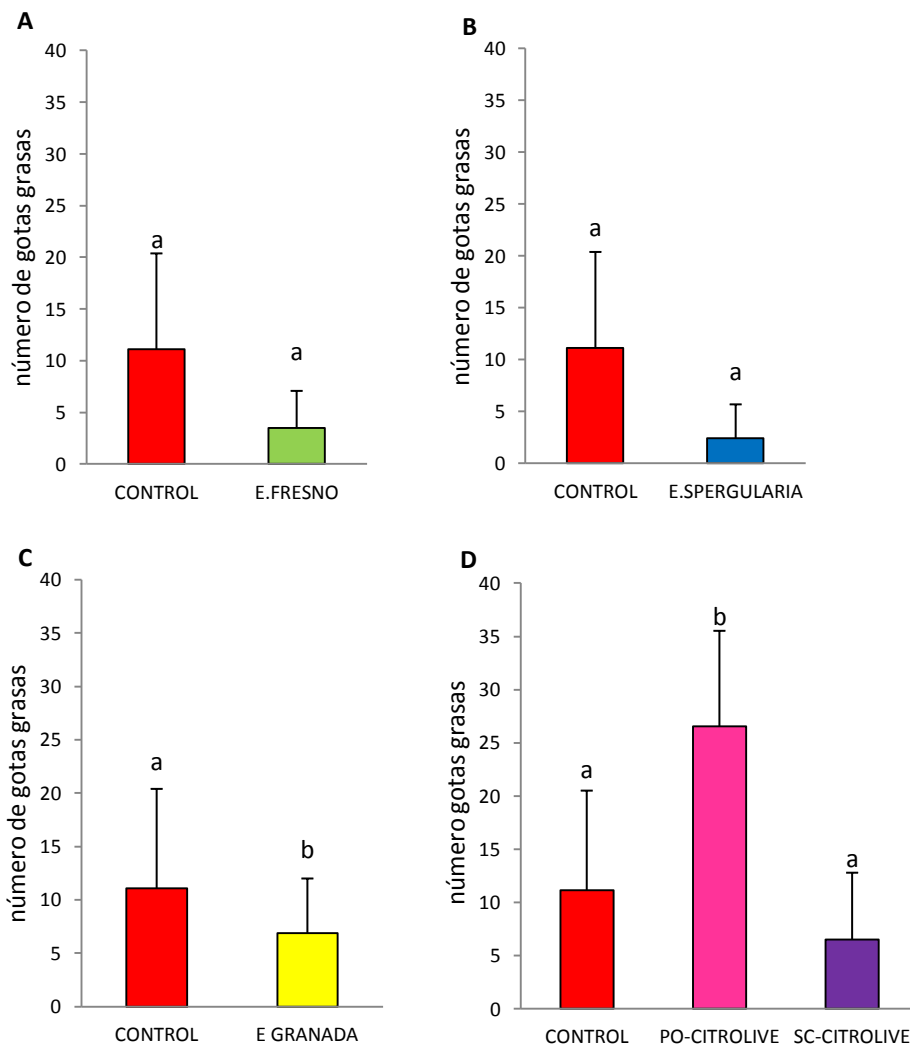 A
número de gotas grasas
40
35
30
25
20
15
10
5
0
a
a
CONTROL E.FRESNO
B
número de gotas grasas
40
35
30
25
20
15
10
5
0
a
a
CONTROL E.SPERGULARIA
C
número de gotas grasas
40
35
30
25
20
15
10
5
0
a
b
CONTROL E GRANADA
D
número gotas grasas
40
35
30
25
20
15
10
5
0
a
b
a
CONTROL PO-CITROLIVE SC-CITROLIVE